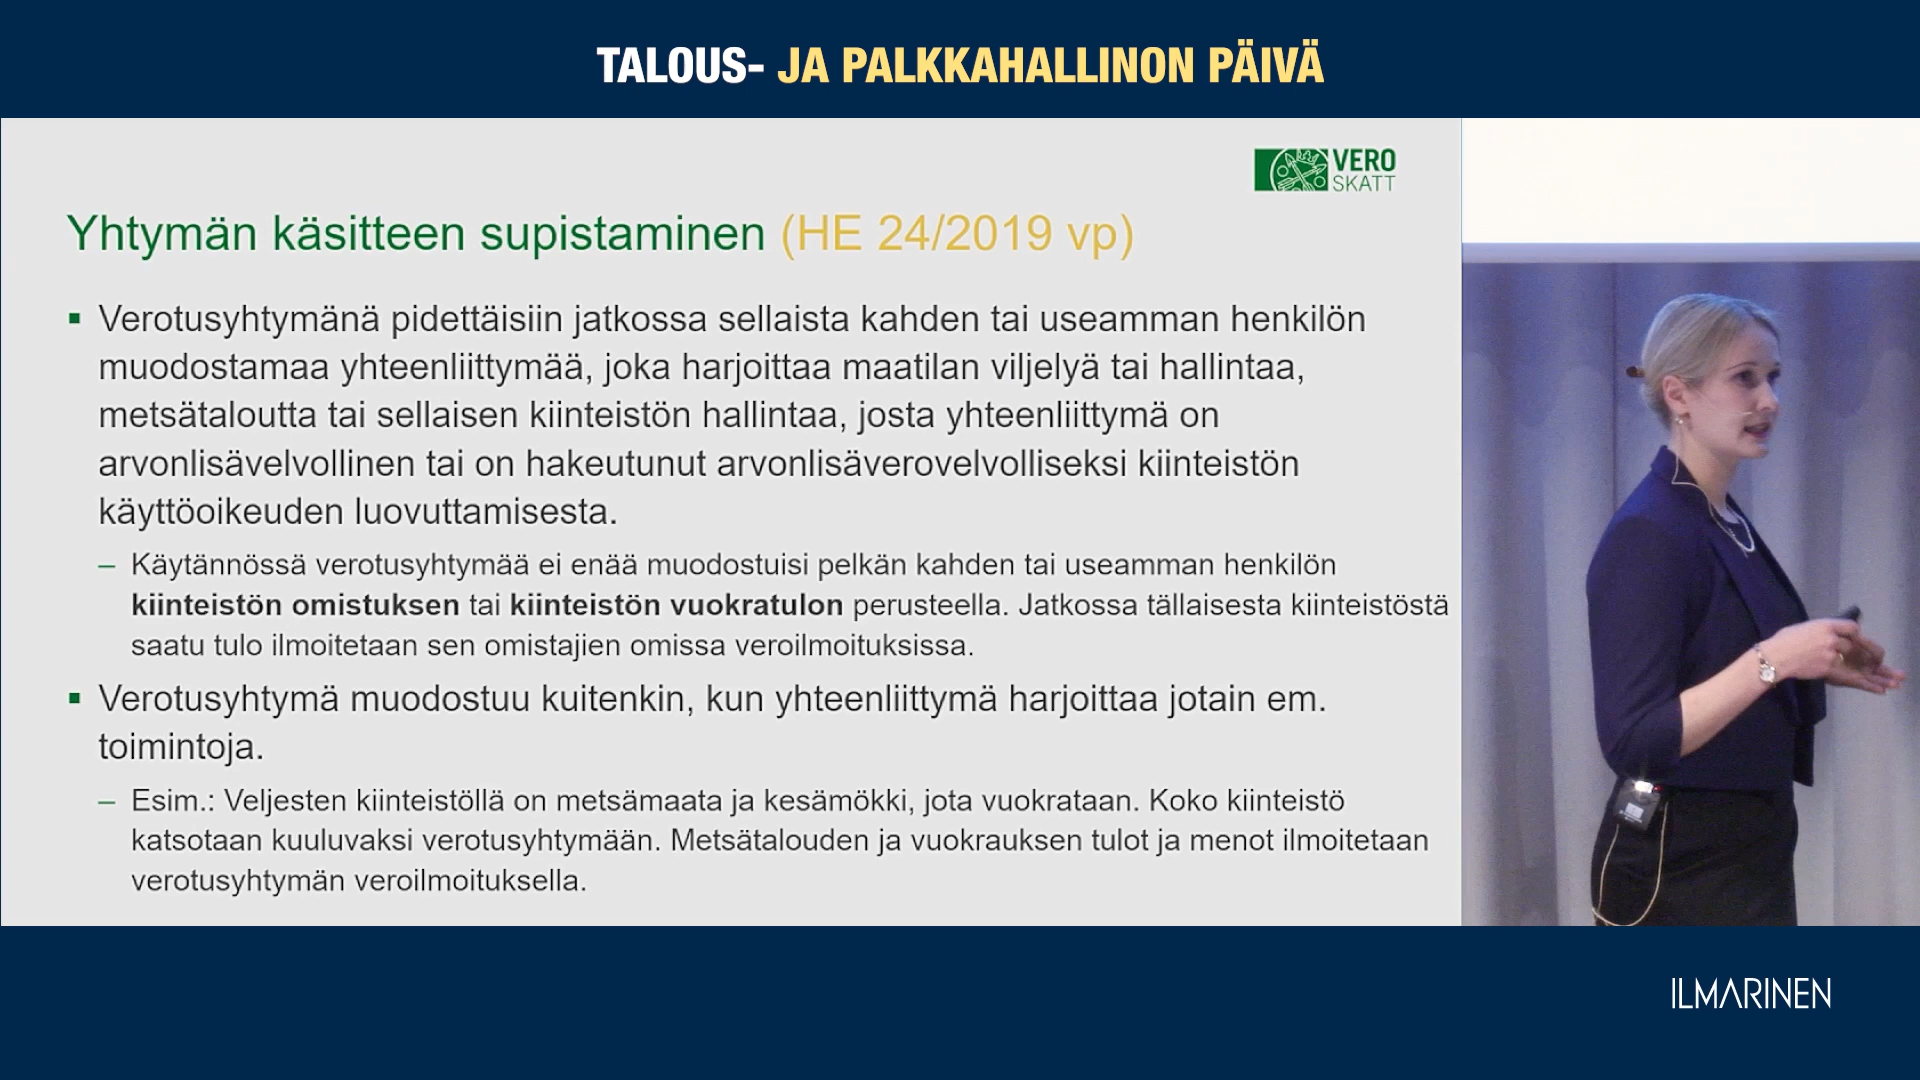 TALOUS- JA PALKKAHALLINON PÄIVÄ
VERO
SKATT
Yhtymän käsitteen supistaminen (HE 24/2019 vp)
▪ Verotusyhtymänä pidettäisiin jatkossa sellaista kahden tai useamman henkilön
muodostamaa yhteenliittymää, joka harjoittaa maatilan viljelyä tai hallintaa,
metsätaloutta tai sellaisen kiinteistön hallintaa, josta yhteenliittymä on
arvonlisävelvollinen tai on hakeutunut arvonlisäverovelvolliseksi kiinteistön
käyttöoikeuden luovuttamisesta.
– Käytännössä verotusyhtymää ei enää muodostuisi pelkän kahden tai useamman henkilön
kiinteistön omistuksen tai kiinteistön vuokratulon perusteella. Jatkossa tällaisesta kiinteistöstä
saatu tulo ilmoitetaan sen omistajien omissa veroilmoituksissa.
▪ Verotusyhtymä muodostuu kuitenkin, kun yhteenliittymä harjoittaa jotain em.
toimintoja.
– Esim.: Veljesten kiinteistöllä on metsämaata ja kesämökki, jota vuokrataan. Koko kiinteistö
katsotaan kuuluvaksi verotusyhtymään. Metsätalouden ja vuokrauksen tulot ja menot ilmoitetaan
verotusyhtymän veroilmoituksella.
ILMARINEN